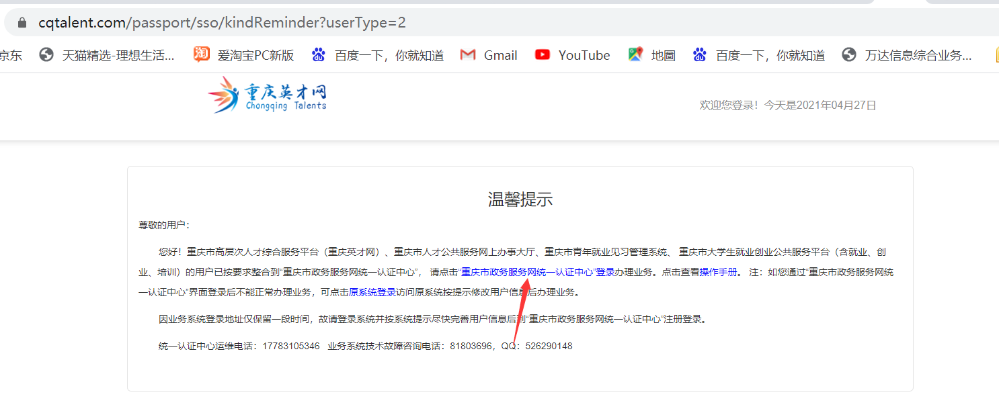 cqtalent.com/passport/sso/kindReminder?userType=2
京东 天猫精选-理想生活... 淘 爱淘宝PC新版 百度一下，你就知道 Gmail YouTube 地圖 百度一下，你就知道 万达信息综合业务...
重庆英才网
Chongqing Talents
欢迎您登录！今天是2021年04月27日
温馨提示
尊敬的用户：
您好！重庆市高层次人才综合服务平台（重庆英才网）、重庆市人才公共服务网上办事大厅、重庆市青年就业见习管理系统、 重庆市大学生就业创业公共服务平台（含就业、创
业、培训）的用户已按要求整合到“重庆市政务服务网统一认证中心”， 请点击“重庆市政务服务网统一认证中心”登录办理业务。点击查看操作手册。 注：如您通过“重庆市政务服务网统
一认证中心”界面登录后不能正常办理业务，可点击原系统登录访问原系统按提示修改用户信息后办理业务。
因业务系统登录地址仅保留一段时间，故请登录系统并按系统提示尽快完善用户信息后到“重庆市政务服务网统一认证中心”注册登录。
统一认证中心运维电话：17783105346 业务系统技术故障咨询电话：81803696，QQ：526290148